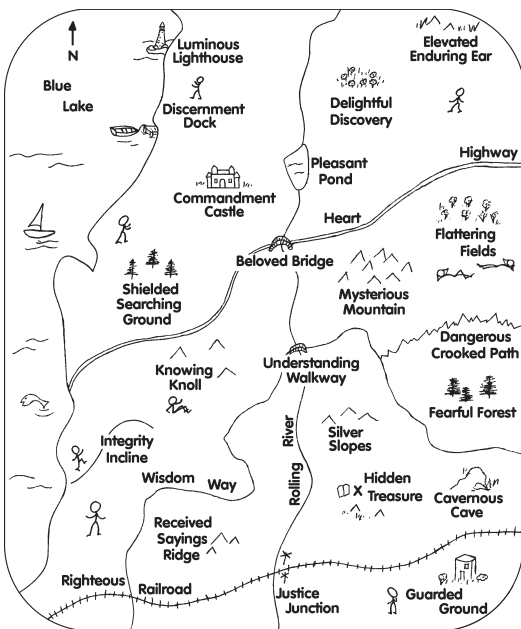 N
Luminous
Lighthouse
Elevated
Enduring Ear
Blue
Lake
Discernment
Dock
Delightful
Discovery
Pleasant
Pond
Highway
Commandment
Castle
Heart
Flattering
Fields
Beloved Bridge
Shielded
Searching
Ground
Mysterious
Mountain
Dangerous
Crooked Path
Knowing
Knoll
Understanding
Walkway
Fearful Forest
Integrity
Incline
River
Silver
Slopes
Wisdom
Way
Rolling
X Hidden
Treasure
Cavernous
Cave
Received
Sayings
Ridge
Righteous
Railroad
Justice
Junction
Guarded
Ground